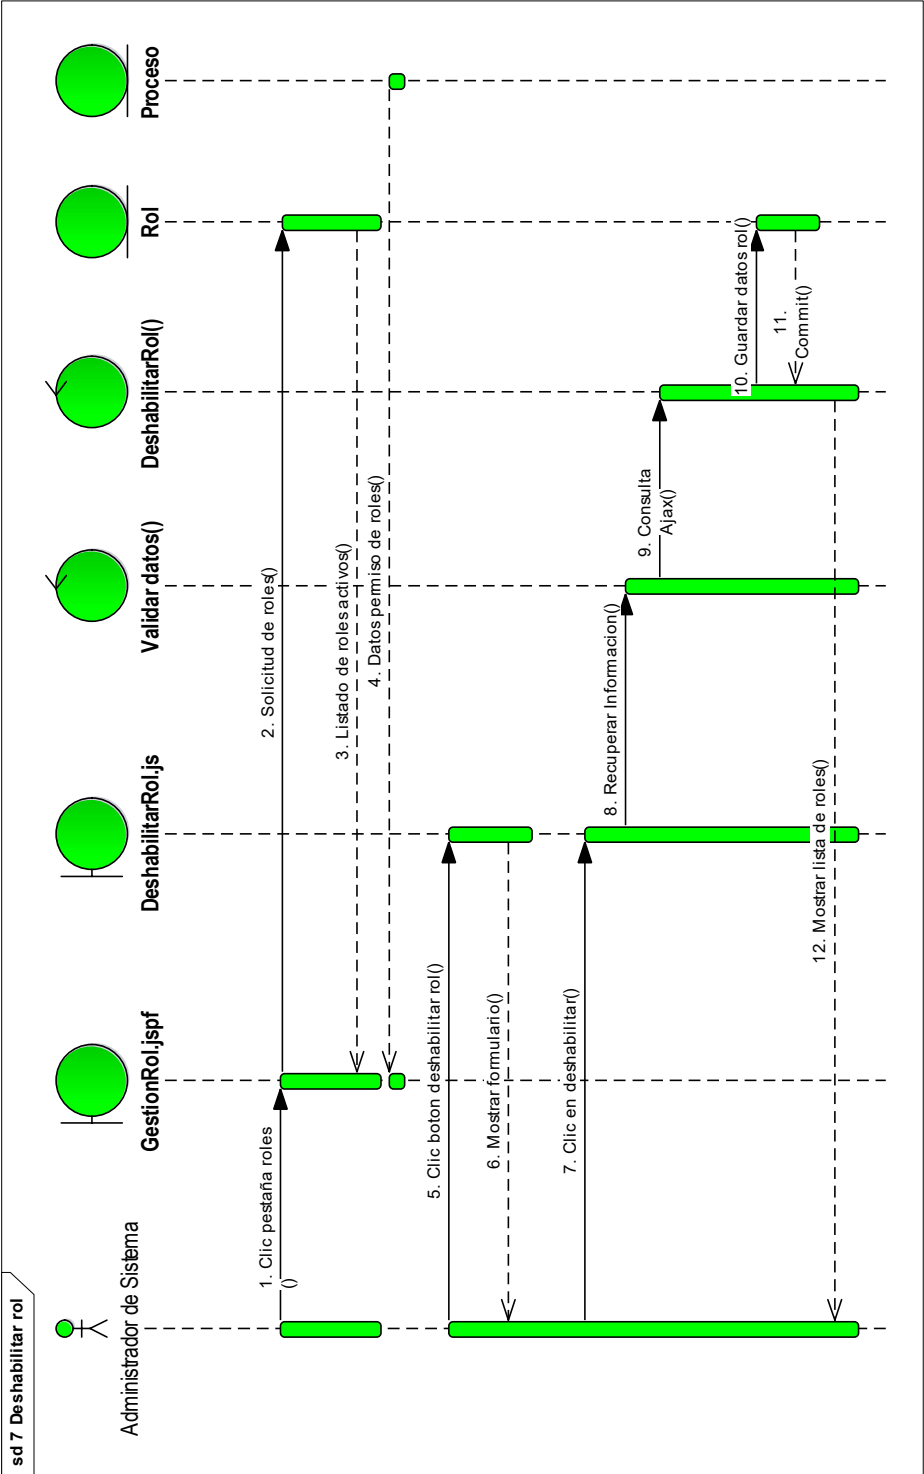 sd 7 Deshabilitar rol
Administrador de Sistema
GestionRol.jspf
DeshabilitarRol.js
Validar datos()
DeshabilitarRol()
Rol
Proceso
1. Clic pestaña roles
()
2. Solicitud de roles()
3. Listado de roles activos()
4. Datos permiso de roles()
5. Clic boton deshabilitar rol()
6. Mostrar formulario()
7. Clic en deshabilitar()
8. Recuperar Informacion()
9. Consulta
Ajax()
10. Guardar datos rol()
11.
Commit()
12. Mostrar lista de roles()